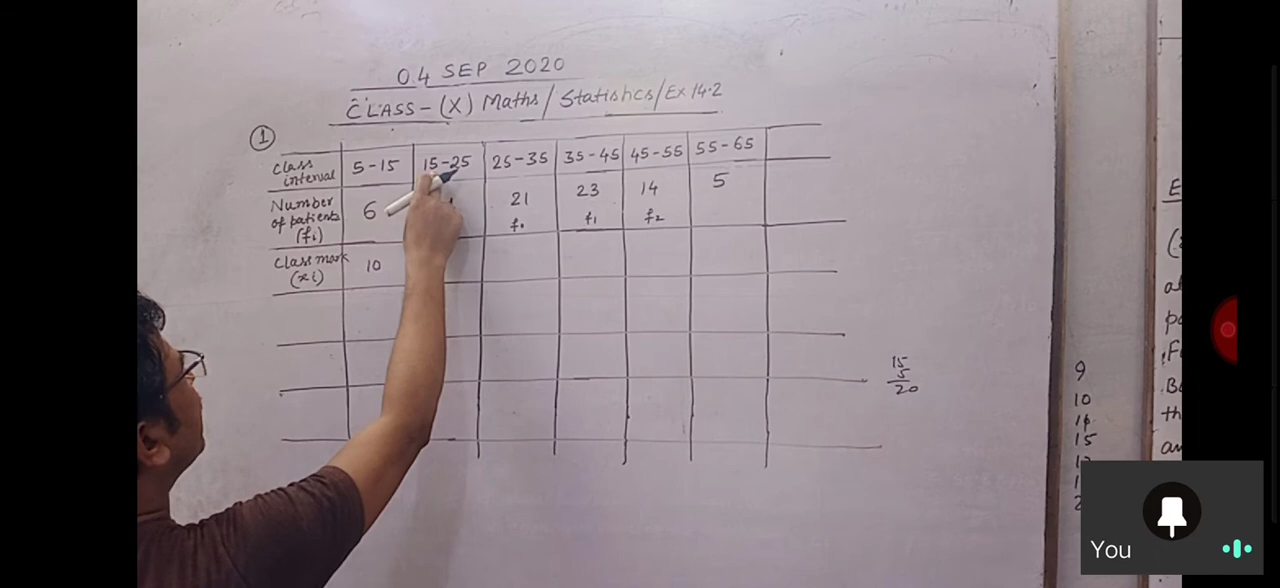 04 SEP 2020
CLASS-(X) Maths/Statistics/Ex 14.2
①
Class interval 5-15 15-25 25-35 35-45 45-55 55-65
Number of patients (fi) 6 21 23 14 5
f₀ f₁ f₂
Class mark (xi) 10
15
5
20
9
10
15
You